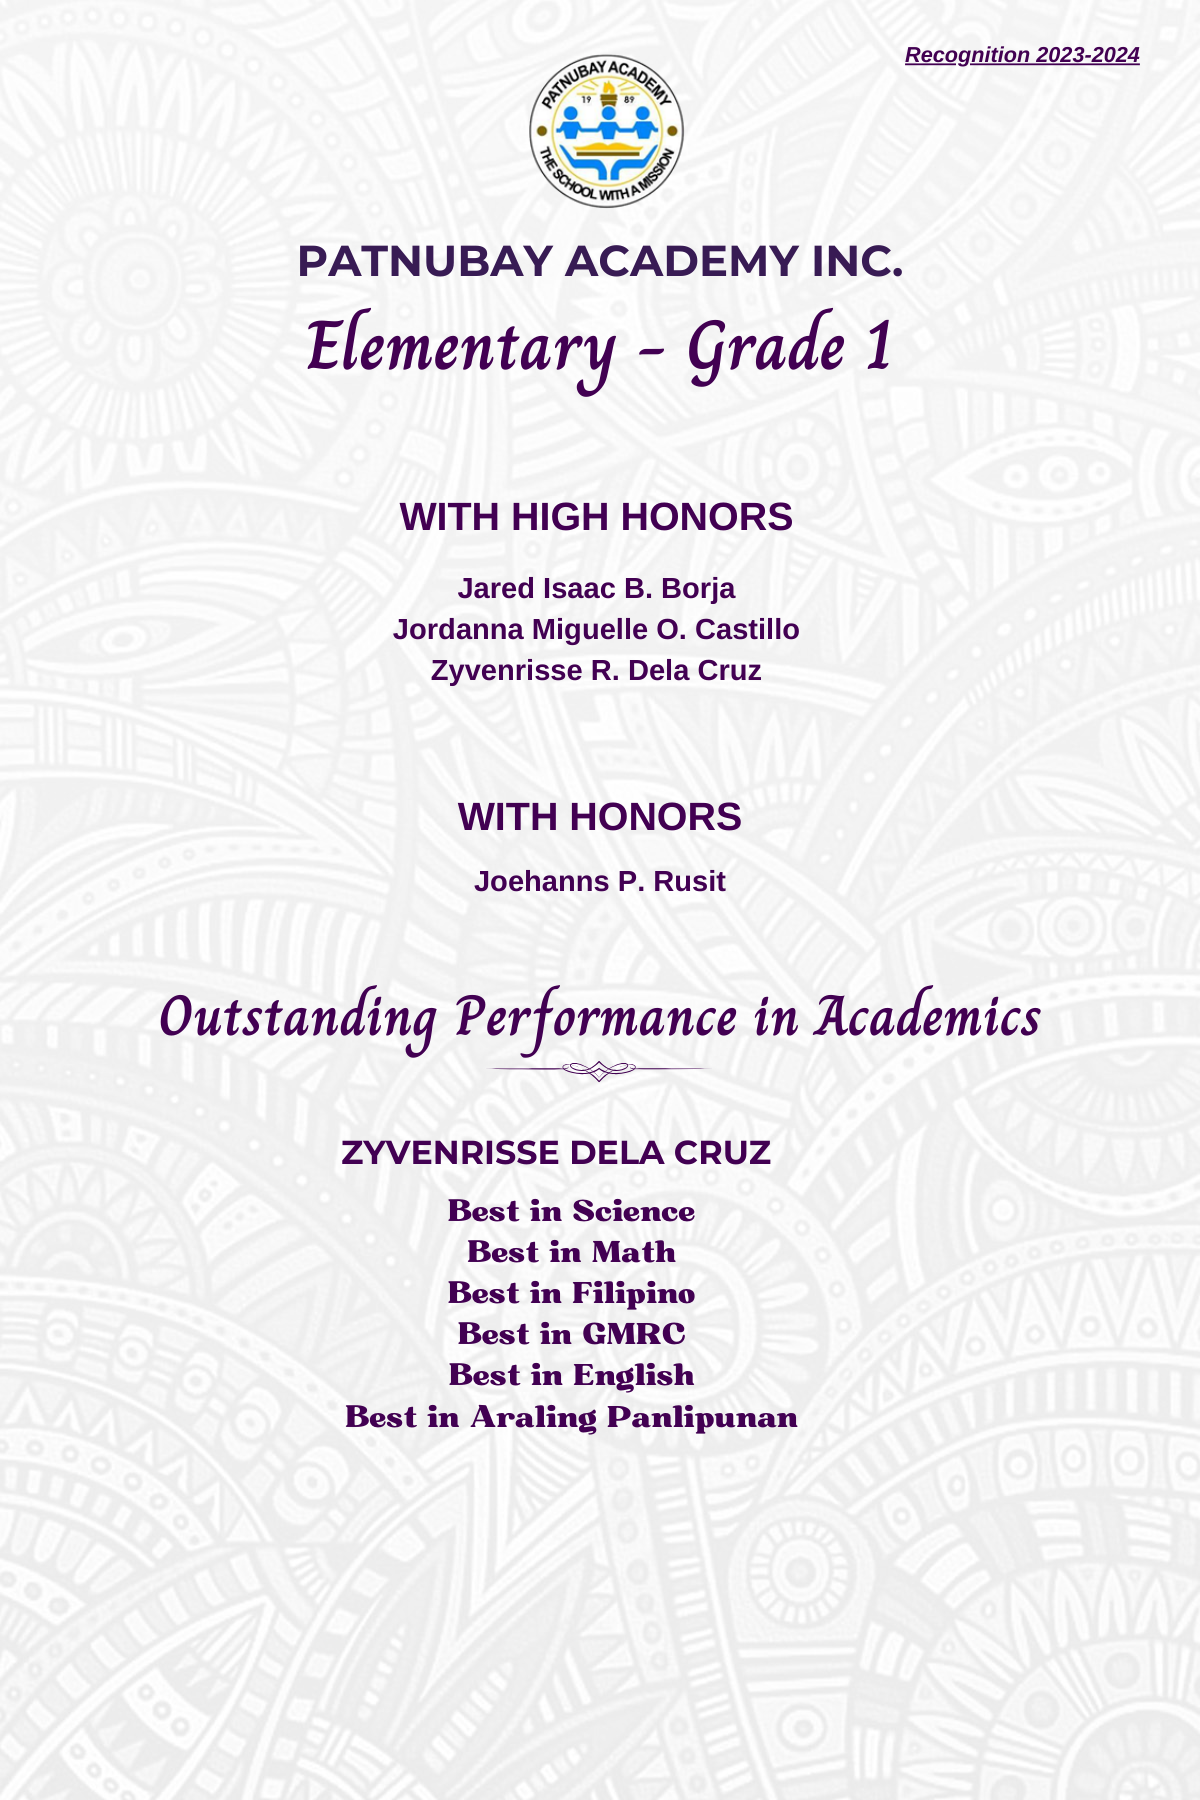 Recognition 2023-2024
PATNUBAY ACADEMY
19 89
THE SCHOOL WITH A MISSION
PATNUBAY ACADEMY INC.
Elementary - Grade 1
WITH HIGH HONORS
Jared Isaac B. Borja
Jordanna Miguelle O. Castillo
Zyvenrisse R. Dela Cruz
WITH HONORS
Joehanns P. Rusit
Outstanding Performance in Academics
ZYVENRISSE DELA CRUZ
Best in Science
Best in Math
Best in Filipino
Best in GMRC
Best in English
Best in Araling Panlipunan